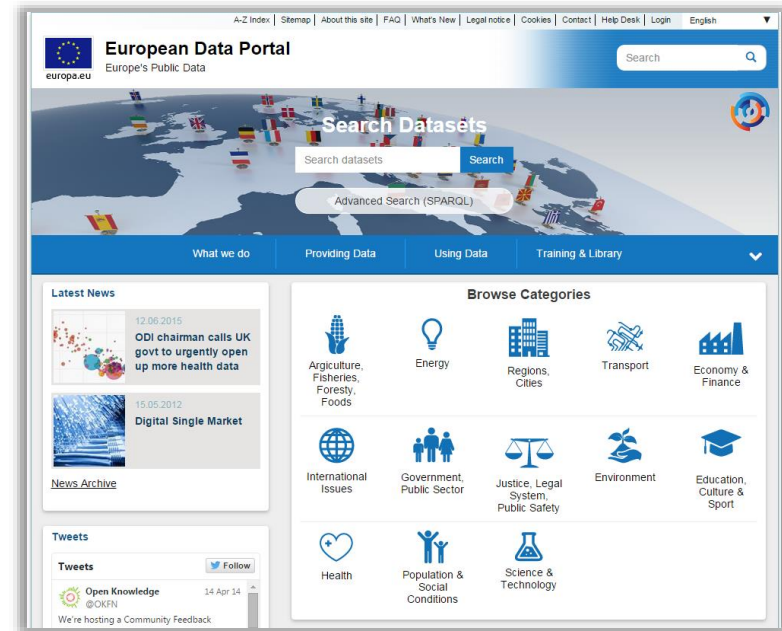 A-Z Index | Sitemap | About this site | FAQ | What's New | Legal notice | Cookies | Contact | Help Desk | Login English
European Data Portal
Europe's Public Data
europa.eu
Search
Search Datasets
Search datasets
Search
Advanced Search (SPARQL)
What we do
Providing Data
Using Data
Training & Library
Latest News
12.06.2015
ODI chairman calls UK
govt to urgently open
up more health data
15.05.2012
Digital Single Market
News Archive
Browse Categories
Argiculture,
Fisheries,
Foresty,
Foods
Energy
Regions,
Cities
Transport
Economy &
Finance
International
Issues
Government,
Public Sector
Justice, Legal
System,
Public Safety
Environment
Education,
Culture &
Sport
Health
Population &
Social
Conditions
Science &
Technology
Tweets
Tweets
Follow
Open Knowledge
14 Apr 14
@OKFN
We're hosting a Community Feedback